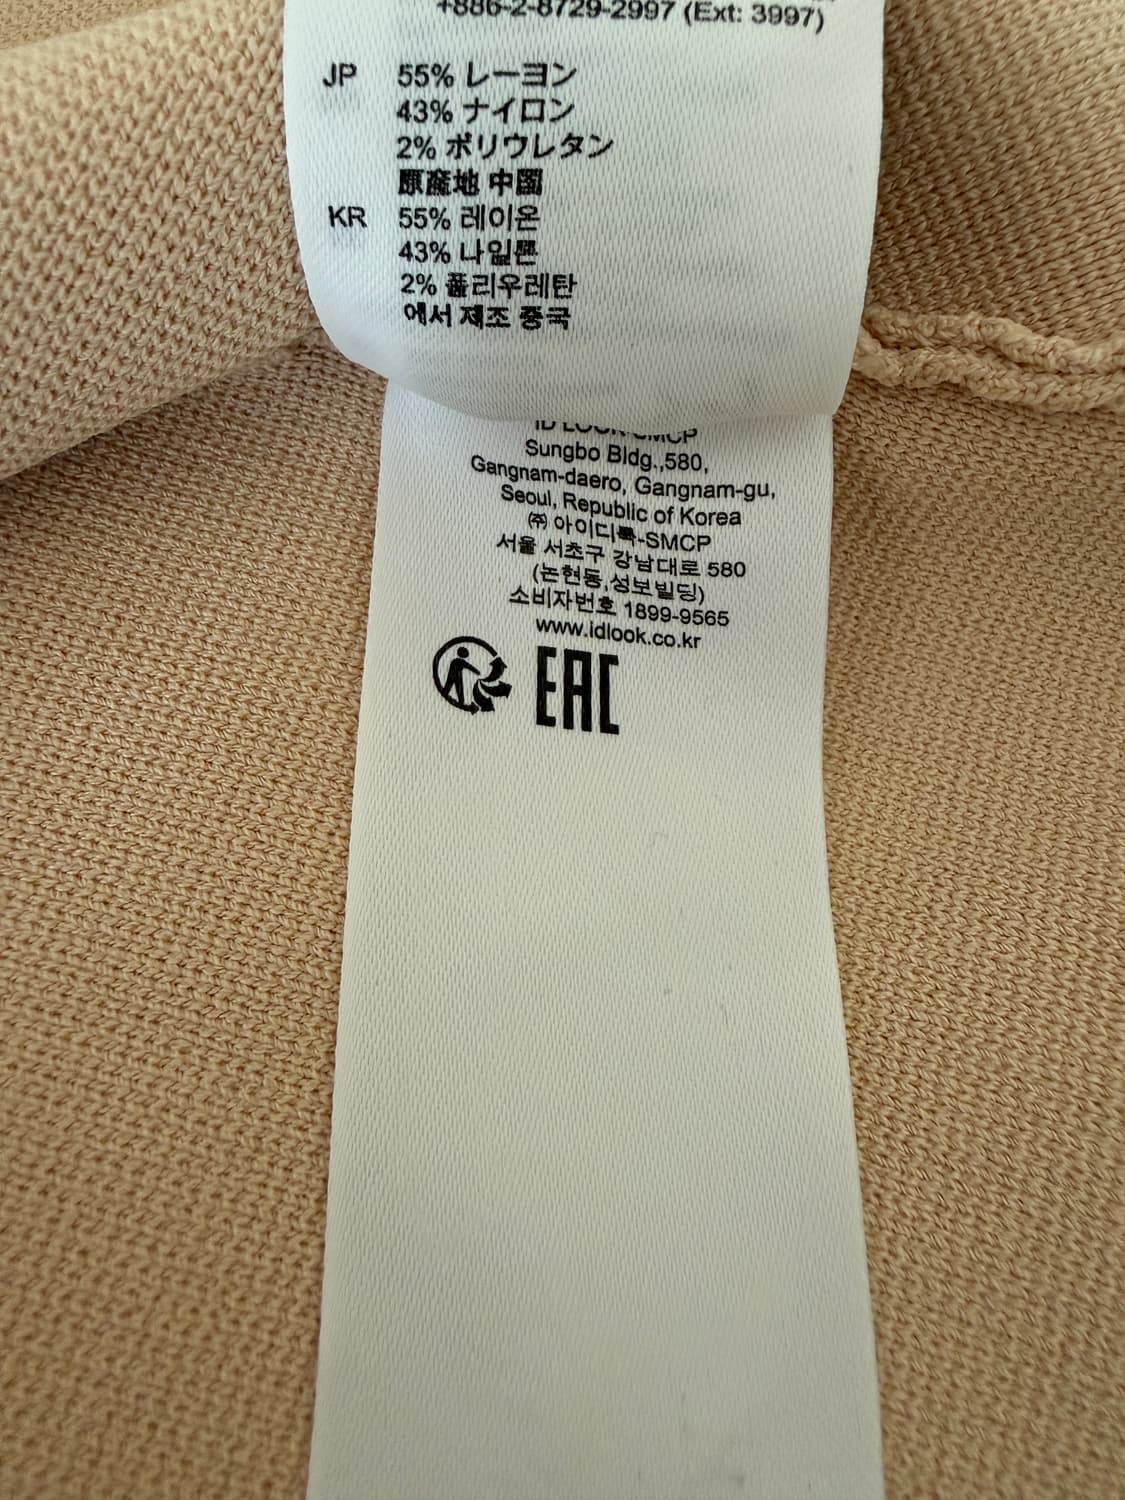 +886-2-8729-2997 (Ext: 3997)
JP 55% レーヨン
43% ナイロン
2% ポリウレタン
原産地 中国
KR 55% 레이온
43% 나일론
2% 폴리우레탄
에서 제조 중국
ID LOOK-SMCP
Sungbo Bldg.,580,
Gangnam-daero, Gangnam-gu,
Seoul, Republic of Korea
㈜ 아이디룩-SMCP
서울 서초구 강남대로 580
(논현동,성보빌딩)
소비자번호 1899-9565
www.idlook.co.kr
EAC